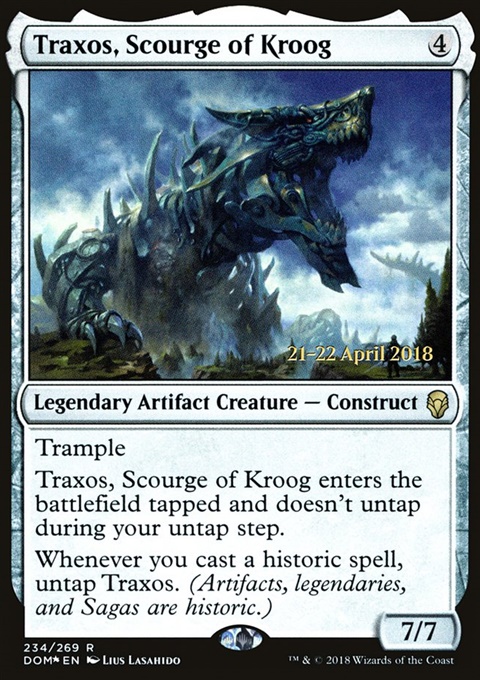 Traxos, Scourge of Kroog 4
21-22 April 2018
Legendary Artifact Creature — Construct
Trample
Traxos, Scourge of Kroog enters the
battlefield tapped and doesn't untap
during your untap step.
Whenever you cast a historic spell,
untap Traxos. (Artifacts, legendaries,
and Sagas are historic.)
7/7
234/269 R
DOM★EN Lius Lasahido
™ & © 2018 Wizards of the Coast